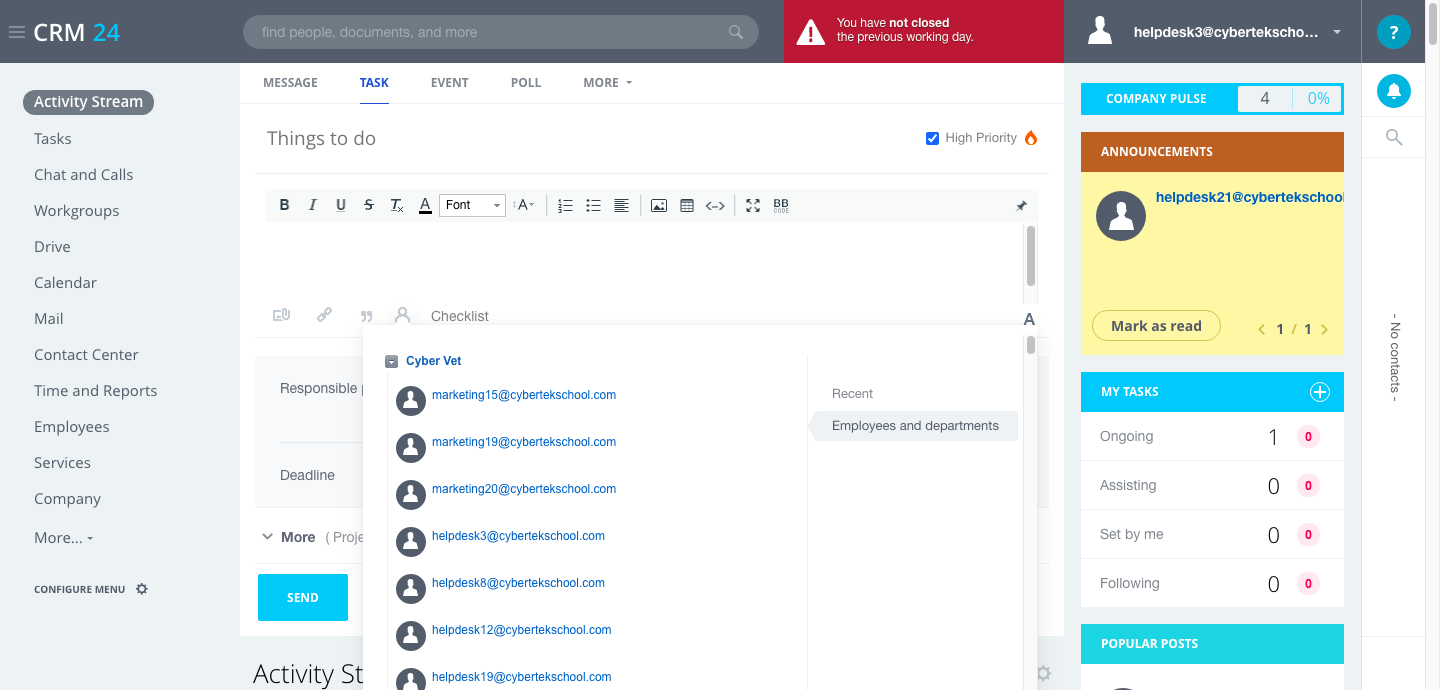 CRM 24
find people, documents, and more
You have not closed
the previous working day.
helpdesk3@cybertekscho...
?
Activity Stream
Tasks
Chat and Calls
Workgroups
Drive
Calendar
Mail
Contact Center
Time and Reports
Employees
Services
Company
More...
CONFIGURE MENU
MESSAGE TASK EVENT POLL MORE
Things to do
High Priority
B I U S Tx A Font A BB CODE
Checklist
A
Responsible p
Deadline
More ( Proje
SEND
Activity St
Cyber Vet
marketing15@cybertekschool.com
marketing19@cybertekschool.com
marketing20@cybertekschool.com
helpdesk3@cybertekschool.com
helpdesk8@cybertekschool.com
helpdesk12@cybertekschool.com
helpdesk19@cybertekschool.com
Recent
Employees and departments
COMPANY PULSE 4 0%
ANNOUNCEMENTS
helpdesk21@cybertekschool
Mark as read 1 / 1
MY TASKS
Ongoing 1 0
Assisting 0 0
Set by me 0 0
Following 0 0
POPULAR POSTS
- No contacts -